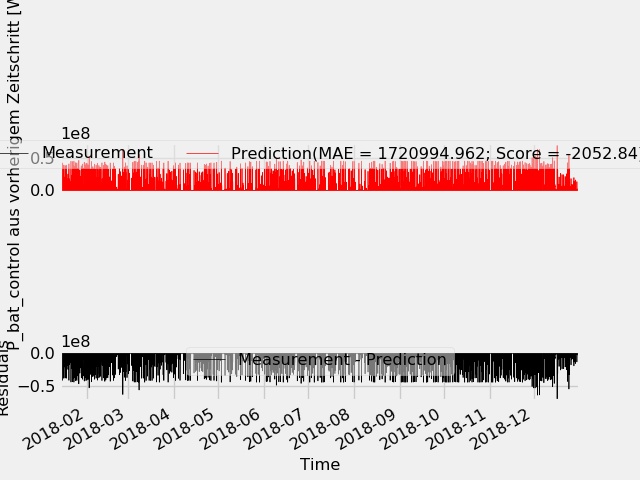 P_bat_control aus vorherigem Zeitschritt [W
1e8
Measurement
Prediction(MAE = 1720994.962; Score = -2052.84)
0.5
0.0
Residuals
1e8
0.0
−0.5
Measurement - Prediction
2018-02
2018-03
2018-04
2018-05
2018-06
2018-07
2018-08
2018-09
2018-10
2018-11
2018-12
Time